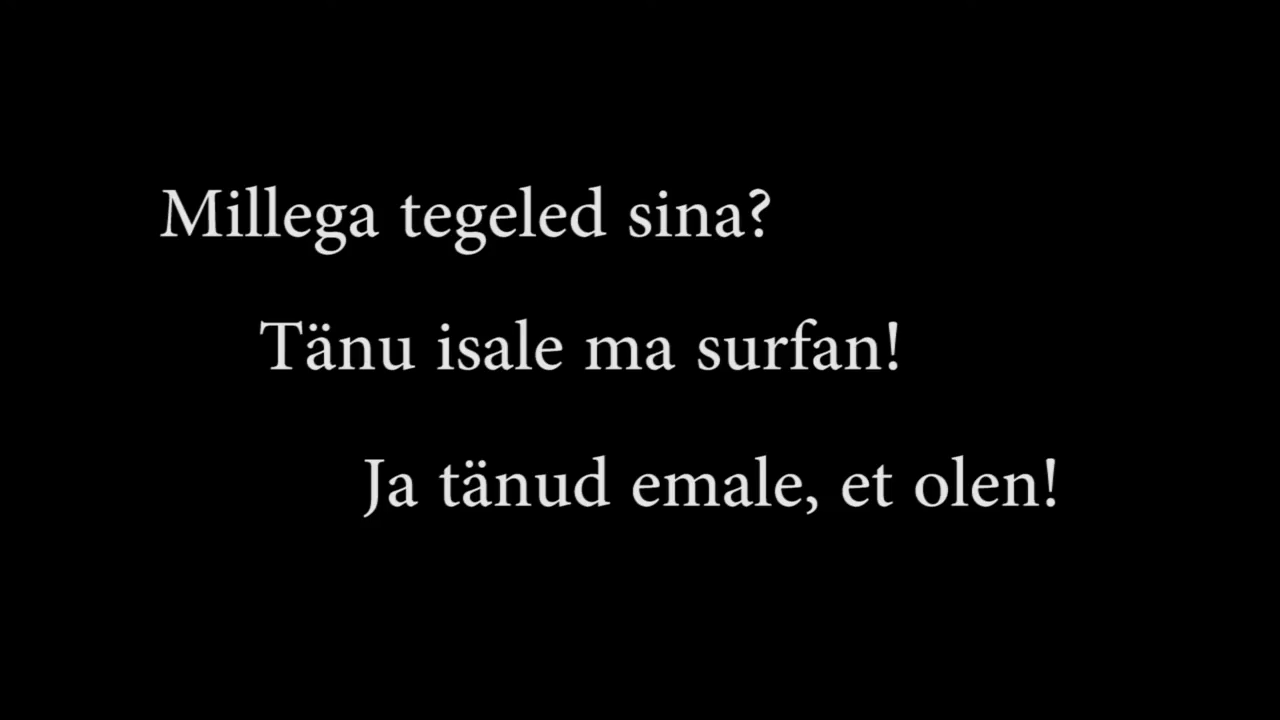 Millega tegeled sina?
Tänu isale ma surfan!
Ja tänud emale, et olen!